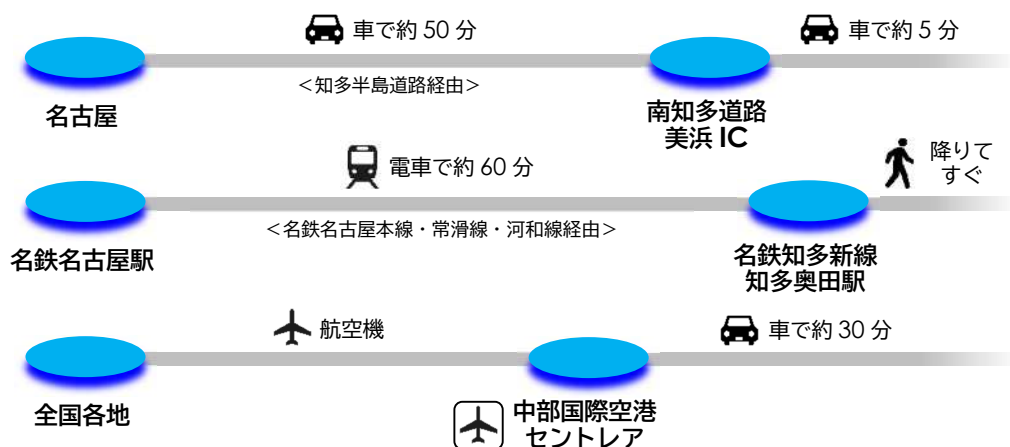 車で約 50 分
車で約 5 分
<知多半島道路経由>
名古屋
南知多道路
美浜 IC
電車で約 60 分
降りて
すぐ
<名鉄名古屋本線・常滑線・河和線経由>
名鉄名古屋駅
名鉄知多新線
知多奥田駅
航空機
車で約 30 分
全国各地
中部国際空港
セントレア